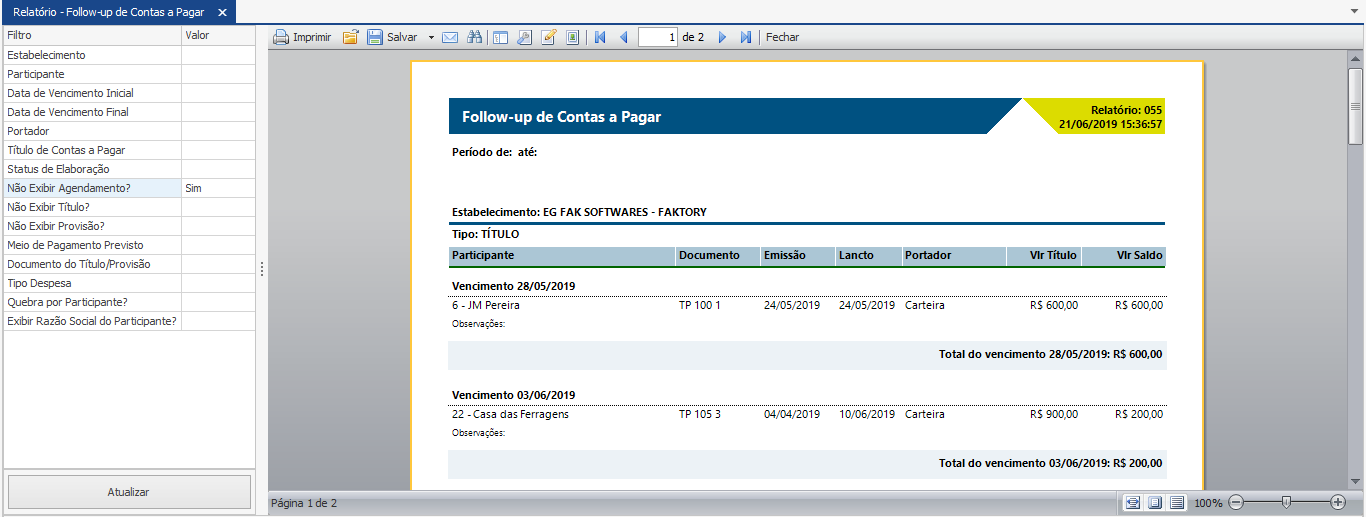 Relatório - Follow-up de Contas a Pagar
Filtro Valor
Estabelecimento
Participante
Data de Vencimento Inicial
Data de Vencimento Final
Portador
Título de Contas a Pagar
Status de Elaboração
Não Exibir Agendamento? Sim
Não Exibir Título?
Não Exibir Provisão?
Meio de Pagamento Previsto
Documento do Título/Provisão
Tipo Despesa
Quebra por Participante?
Exibir Razão Social do Participante?
Atualizar
Imprimir Salvar 1 de 2 Fechar
Follow-up de Contas a Pagar
Relatório: 055
21/06/2019 15:36:57
Período de: até:
Estabelecimento: EG FAK SOFTWARES - FAKTORY
Tipo: TÍTULO
Participante Documento Emissão Lancto Portador Vlr Título Vlr Saldo
Vencimento 28/05/2019
6 - JM Pereira TP 100 1 24/05/2019 24/05/2019 Carteira R$ 600,00 R$ 600,00
Observações:
Total do vencimento 28/05/2019: R$ 600,00
Vencimento 03/06/2019
22 - Casa das Ferragens TP 105 3 04/04/2019 10/06/2019 Carteira R$ 900,00 R$ 200,00
Observações:
Total do vencimento 03/06/2019: R$ 200,00
Página 1 de 2 100%